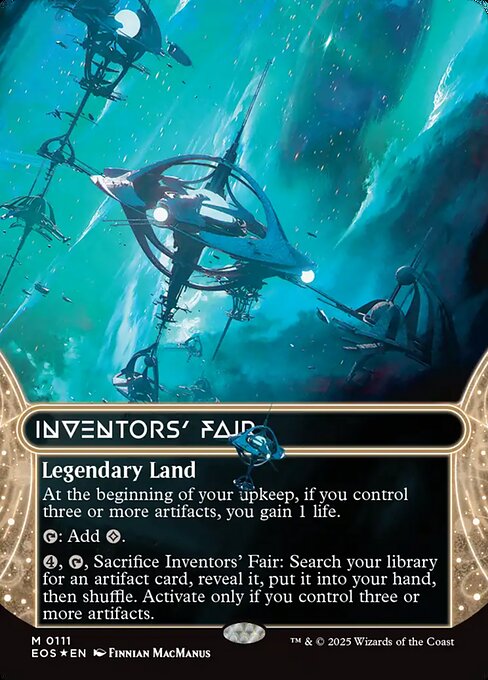 INVENTORS' FAIR
Legendary Land
At the beginning of your upkeep, if you control
three or more artifacts, you gain 1 life.
: Add .
4, , Sacrifice Inventors' Fair: Search your library
for an artifact card, reveal it, put it into your hand,
then shuffle. Activate only if you control three or
more artifacts.
M 0111
EOS★EN FINNIAN MACMANUS
™ & © 2025 Wizards of the Coast